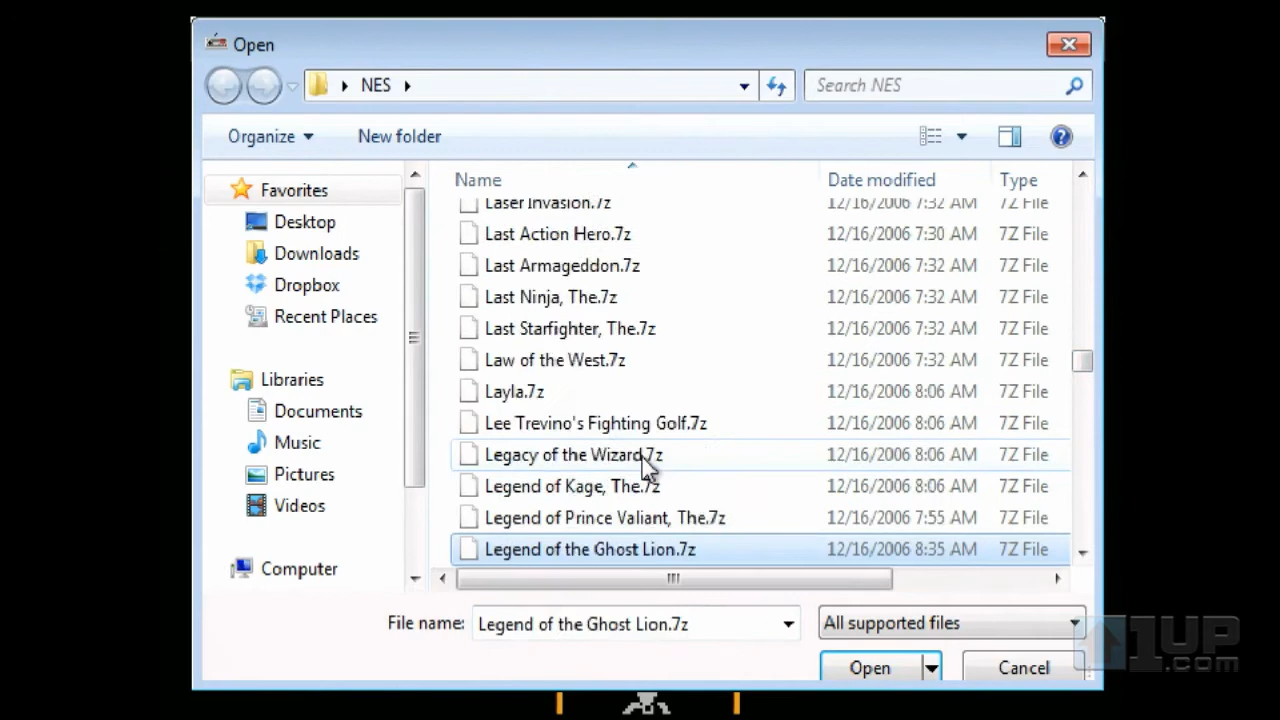 Open
NES
Search NES
Organize
New folder
Name
Date modified
Type
Favorites
Desktop
Downloads
Dropbox
Recent Places
Libraries
Documents
Music
Pictures
Videos
Computer
Laser Invasion.7z 12/16/2006 7:32 AM 7Z File
Last Action Hero.7z 12/16/2006 7:30 AM 7Z File
Last Armageddon.7z 12/16/2006 7:32 AM 7Z File
Last Ninja, The.7z 12/16/2006 7:32 AM 7Z File
Last Starfighter, The.7z 12/16/2006 7:32 AM 7Z File
Law of the West.7z 12/16/2006 7:32 AM 7Z File
Layla.7z 12/16/2006 8:06 AM 7Z File
Lee Trevino's Fighting Golf.7z 12/16/2006 8:06 AM 7Z File
Legacy of the Wizard.7z 12/16/2006 8:06 AM 7Z File
Legend of Kage, The.7z 12/16/2006 8:06 AM 7Z File
Legend of Prince Valiant, The.7z 12/16/2006 7:55 AM 7Z File
Legend of the Ghost Lion.7z 12/16/2006 8:35 AM 7Z File
File name: Legend of the Ghost Lion.7z
All supported files
Open
Cancel
1UP
.com